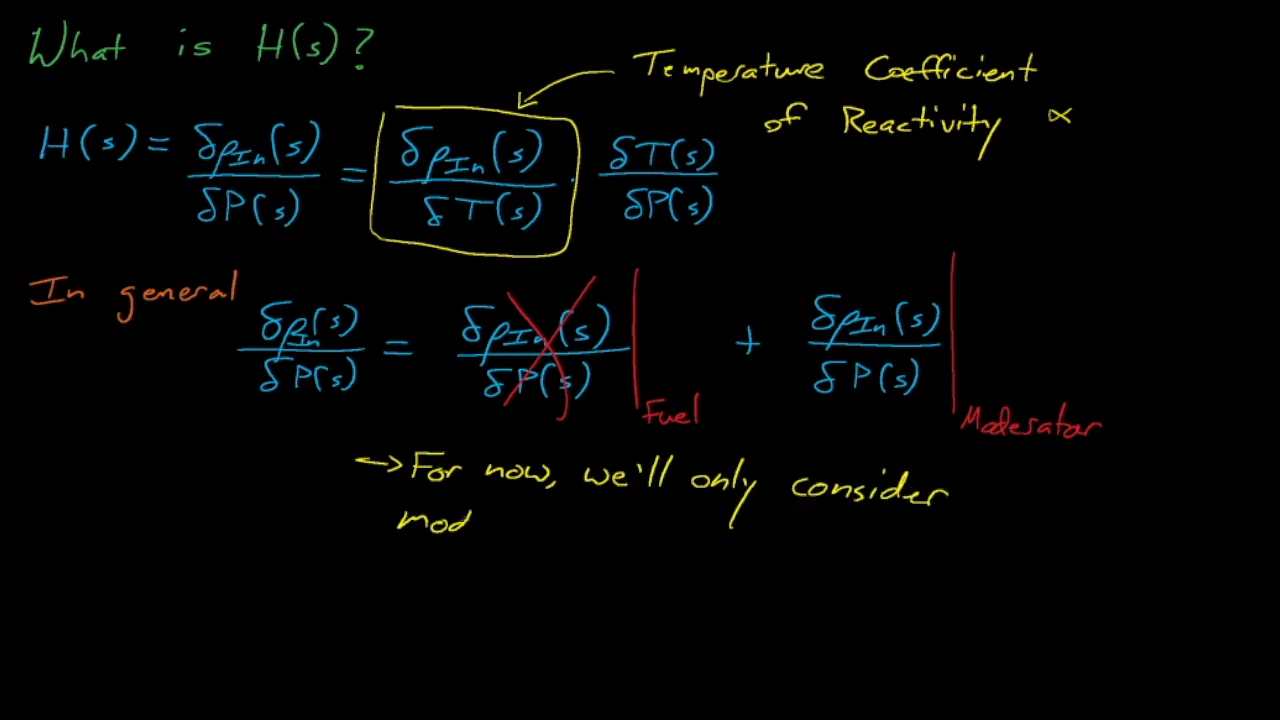 What is H(s)?
Temperature Coefficient
of Reactivity ∝
H(s) = δρIn(s)/δP(s) = δρIn(s)/δT(s) · δT(s)/δP(s)
In general
δρIn(s)/δP(s) = δρIn(s)/δP(s) | Fuel + δρIn(s)/δP(s) | Moderator
↔ For now, we'll only consider
mod